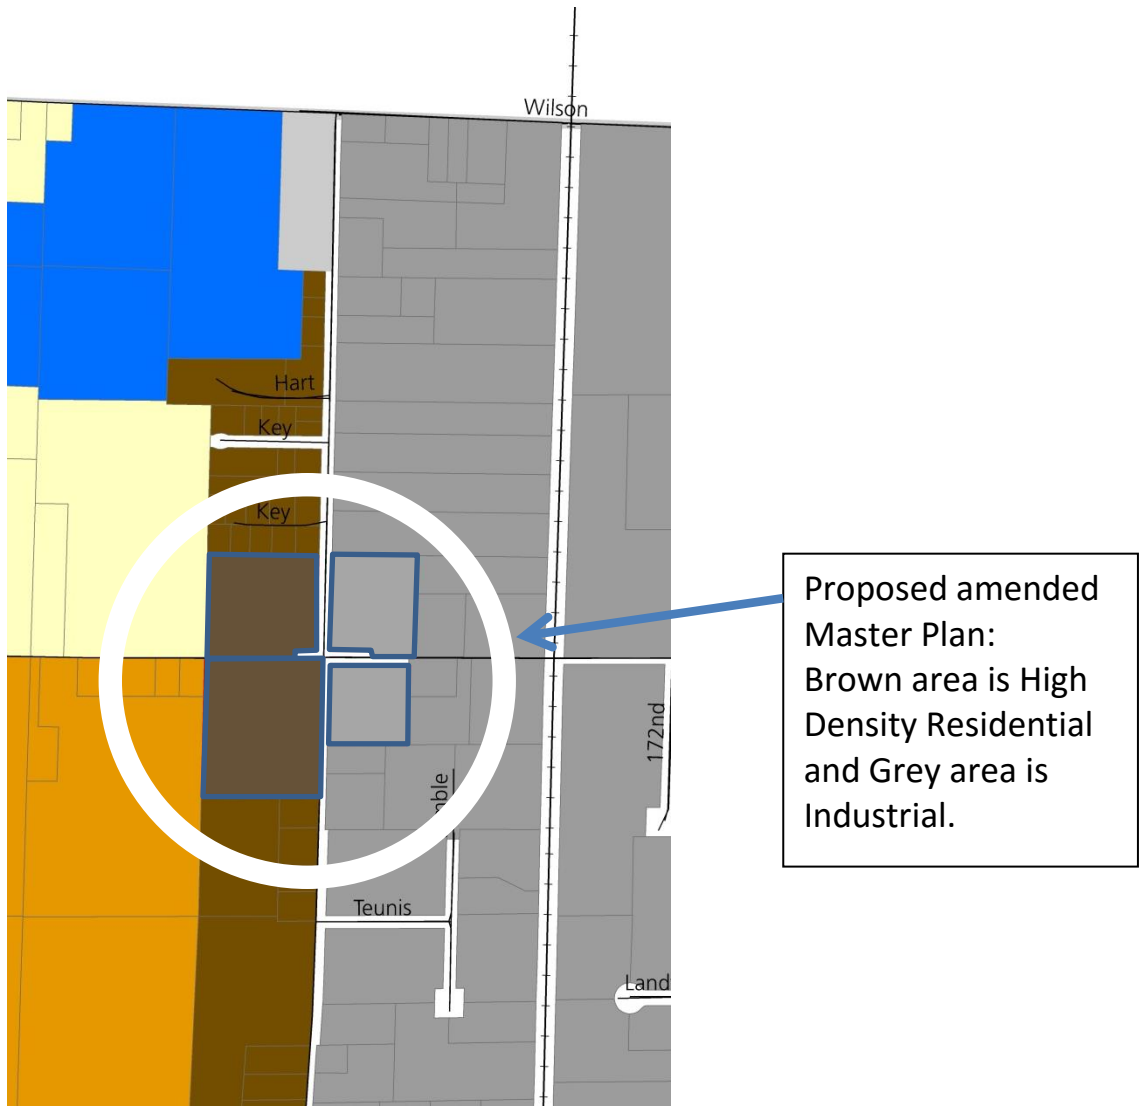 Wilson
Hart
Key
Key
Proposed amended
Master Plan:
Brown area is High
Density Residential
and Grey area is
Industrial.
172nd
nble
Teunis
Land